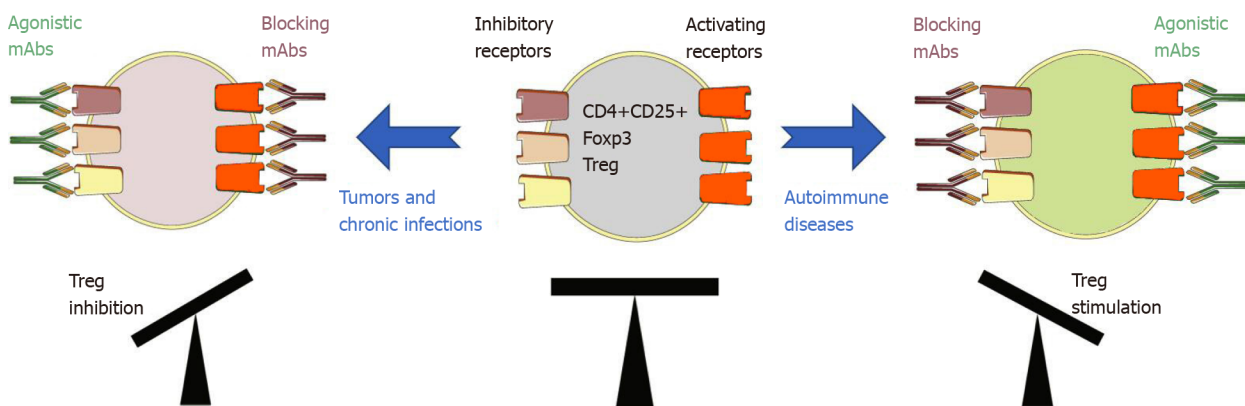 Agonistic
mAbs
Blocking
mAbs
Inhibitory
receptors
Activating
receptors
Blocking
mAbs
Agonistic
mAbs
CD4+CD25+
Foxp3
Treg
Tumors and
chronic infections
Autoimmune
diseases
Treg
inhibition
Treg
stimulation